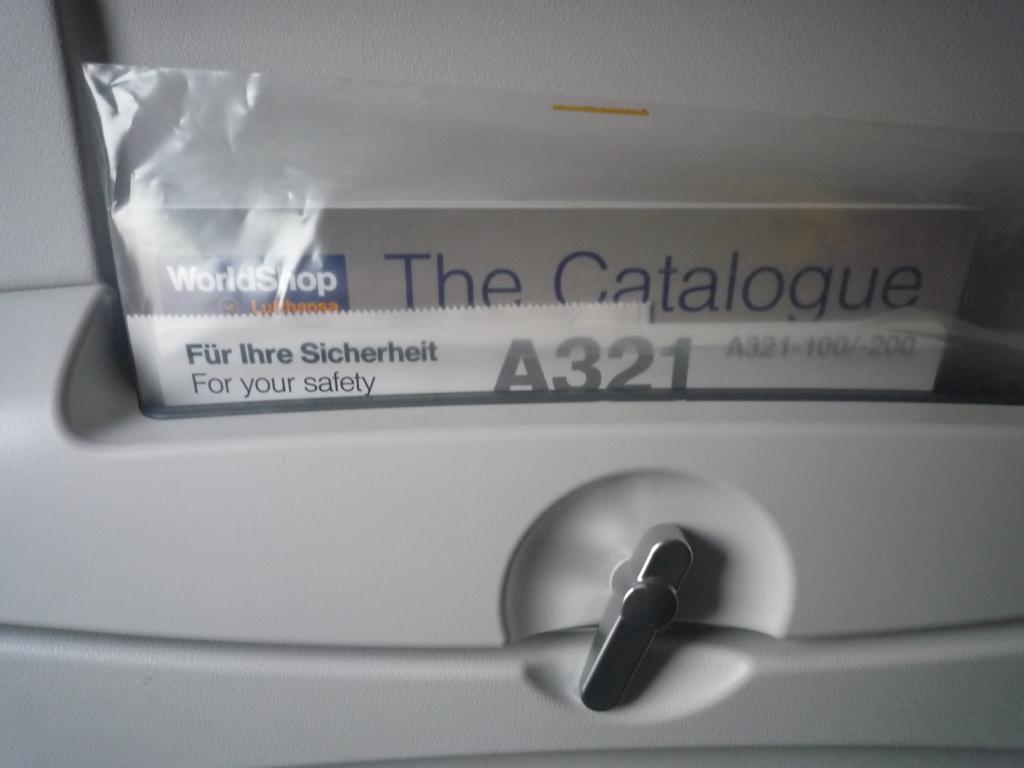 WorldShop
Lufthansa
The Catalogue
Für Ihre Sicherheit
For your safety
A321
A321-100/-200